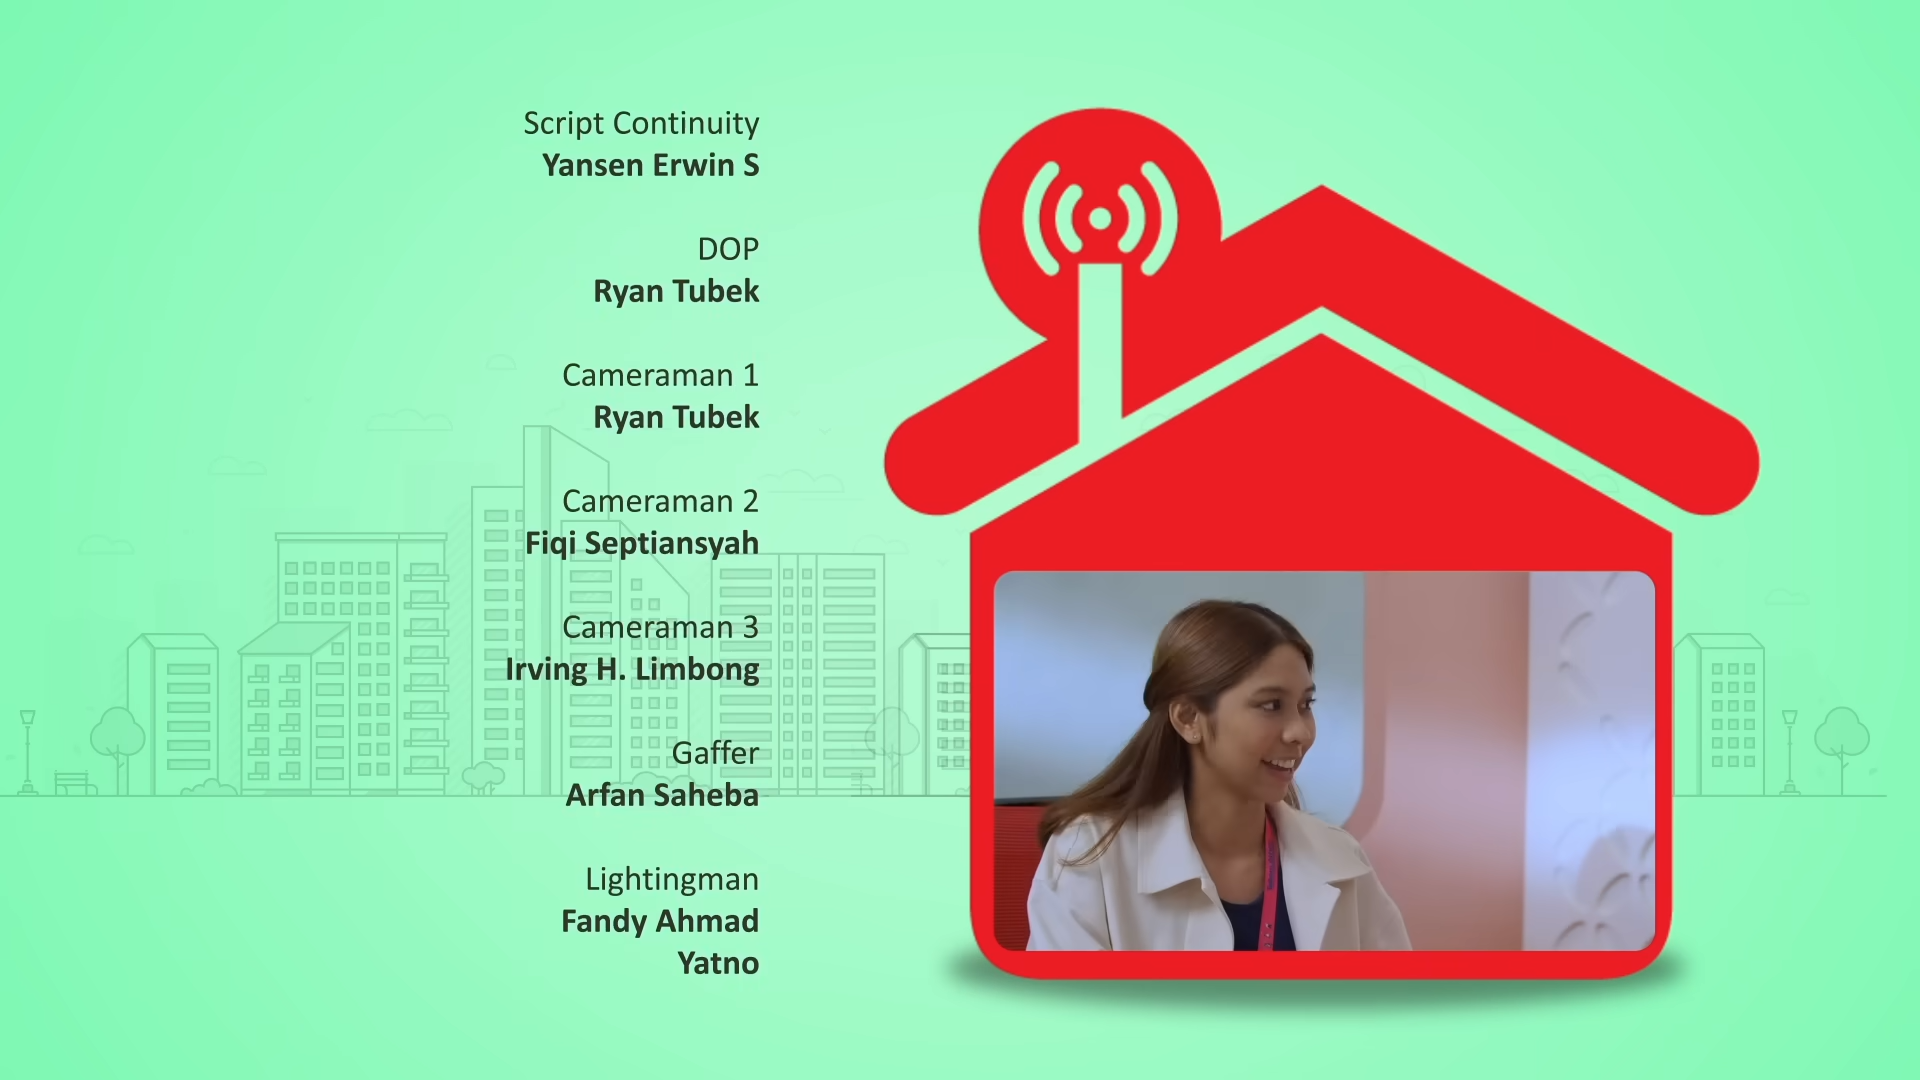 Script Continuity
Yansen Erwin S
DOP
Ryan Tubek
Cameraman 1
Ryan Tubek
Cameraman 2
Fiqi Septiansyah
Cameraman 3
Irving H. Limbong
Gaffer
Arfan Saheba
Lightingman
Fandy Ahmad
Yatno